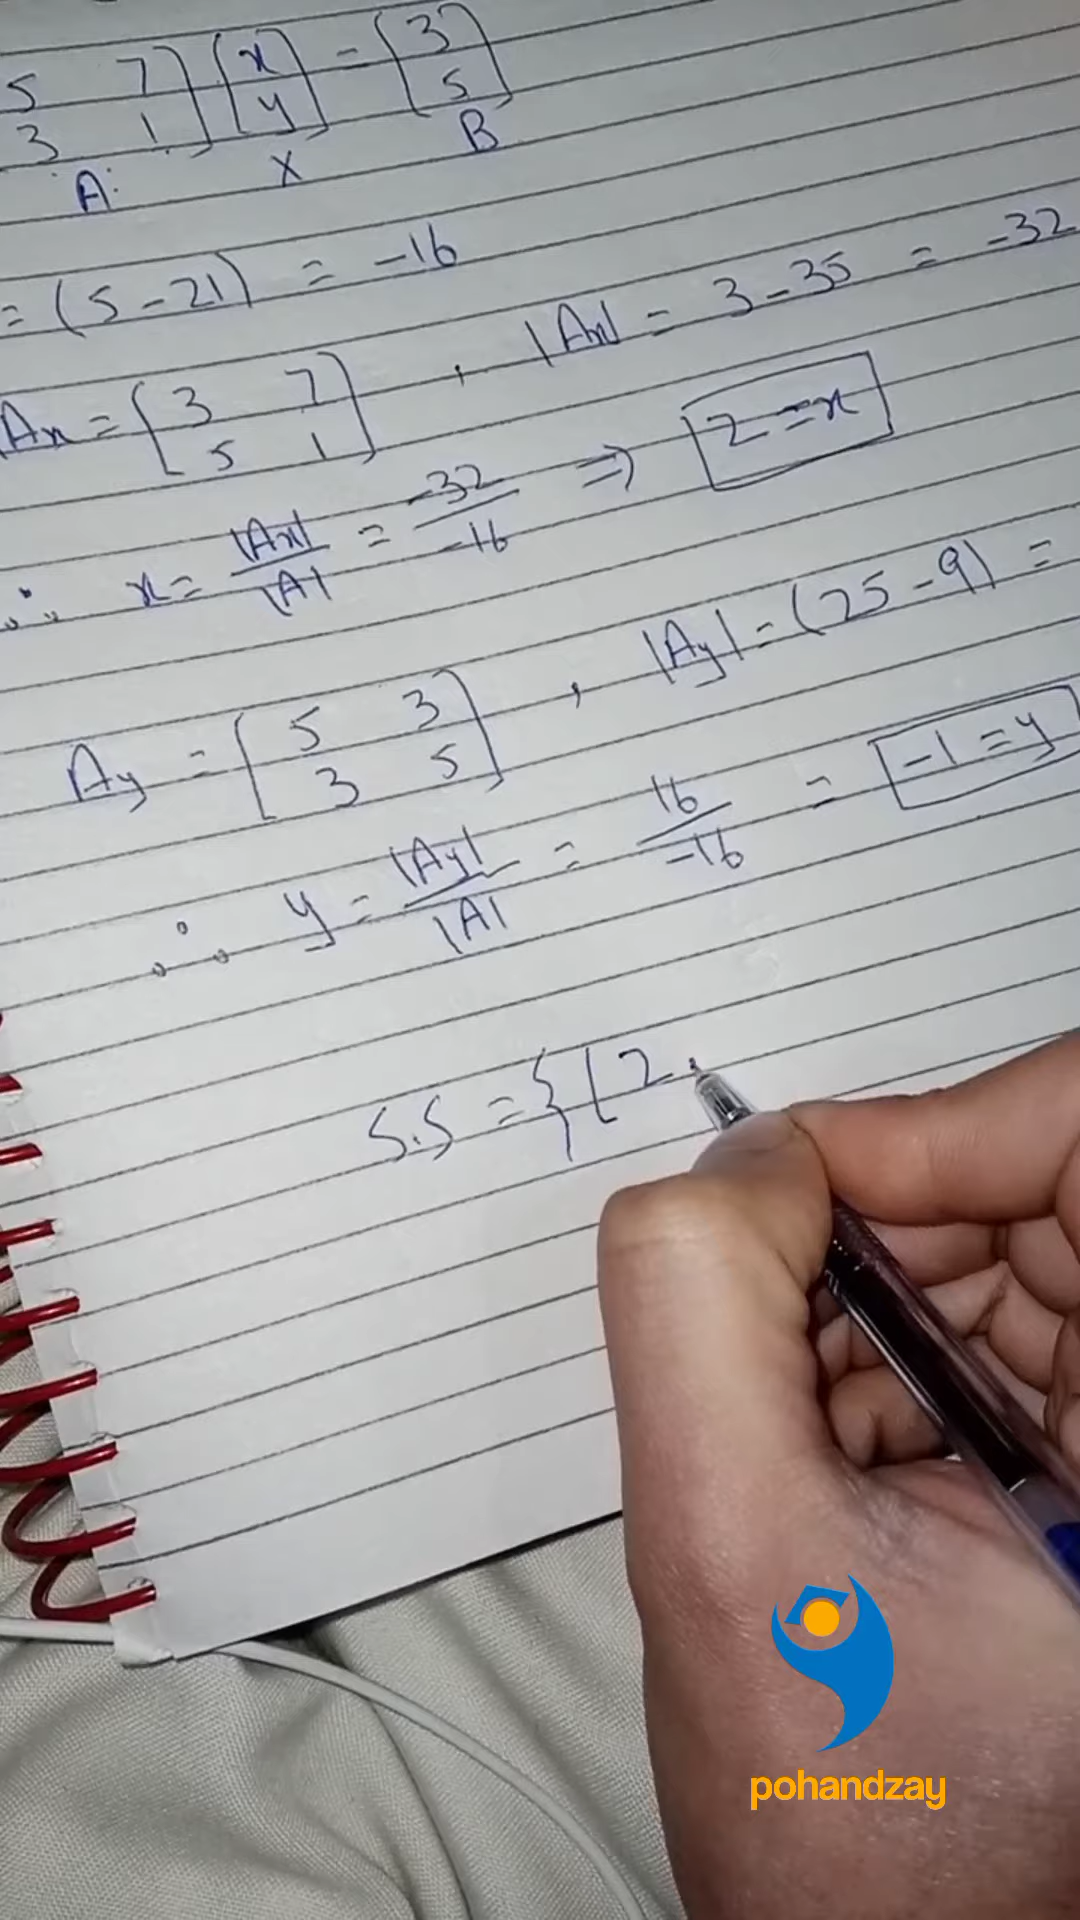 5 7 x = 3
3 1 y 5
A X B
= (5 - 21) = -16
Ax = [3 7
5 1] , |Ax| = 3 - 35 = -32
∴ x = |Ax| / |A| = -32 / -16 ⇒ 2 = x
Ay = [5 3
3 5] , |Ay| = (25 - 9) =
∴ y = |Ay| / |A| = 16 / -16 = -1 = y
S.S = {(2,
pohandzay